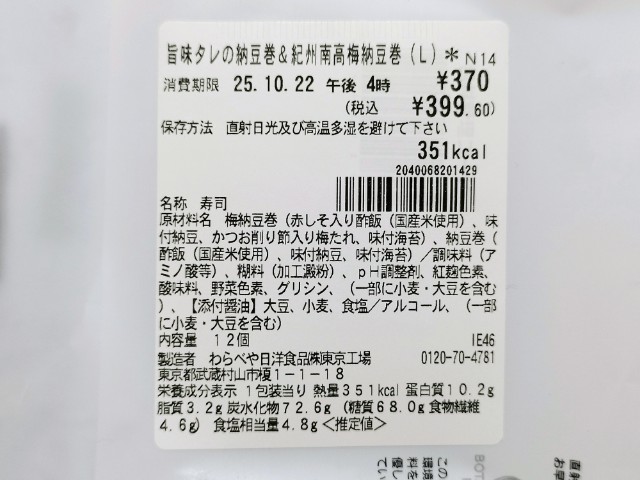 旨味タレの納豆巻＆紀州南高梅納豆巻（L）＊ N14
消費期限 25.10.22 午後 4時 ¥370
(税込 ¥399.60)
保存方法 直射日光及び高温多湿を避けて下さい
351kcal
2040068201429
名称 寿司
原材料名 梅納豆巻（赤しそ入り酢飯（国産米使用）、味
付納豆、かつお削り節入り梅たれ、味付海苔）、納豆巻（
酢飯（国産米使用）、味付納豆、味付海苔）／調味料（ア
ミノ酸等）、糊料（加工澱粉）、pH調整剤、紅麹色素、
酸味料、野菜色素、グリシン、（一部に小麦・大豆を含む
）、【添付醤油】大豆、小麦、食塩／アルコール、（一部
に小麦・大豆を含む）
内容量 12個 IE46
製造者 わらべや日洋食品㈱東京工場 0120-70-4781
東京都武蔵村山市榎1－1－18
栄養成分表示 1包装当り 熱量351kcal 蛋白質10.2g
脂質3.2g 炭水化物72.6g （糖質68.0g 食物繊維
4.6g） 食塩相当量4.8g ＜推定値＞